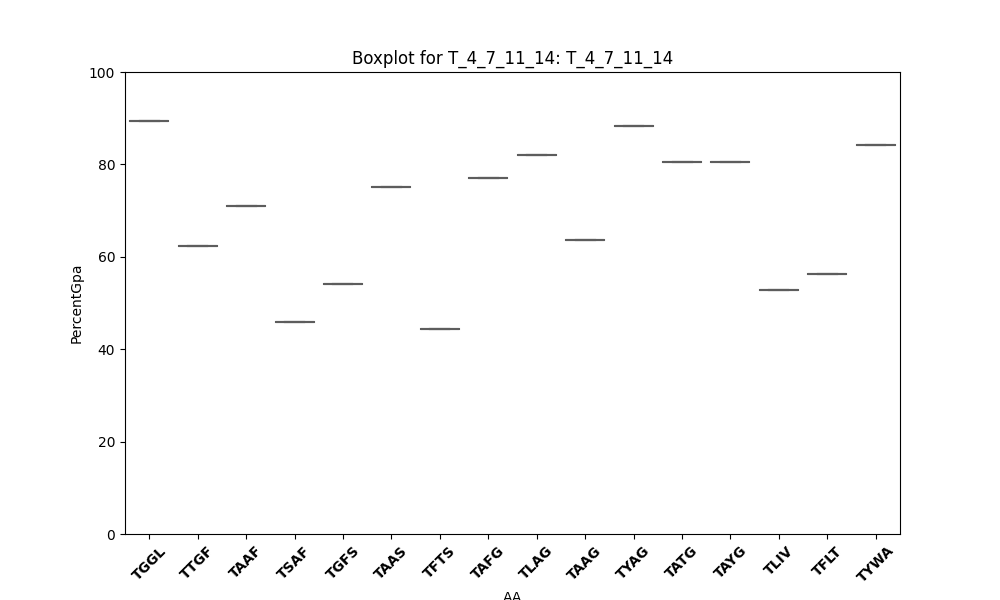 Boxplot for T_4_7_11_14: T_4_7_11_14
100
80
60
40
20
0
PercentGpa
TGGL TTGF TAAF TSAF TGFS TAAS TFTS TAFG TLAG TAAG TYAG TATG TAYG TLIV TFLT TYWA
AA